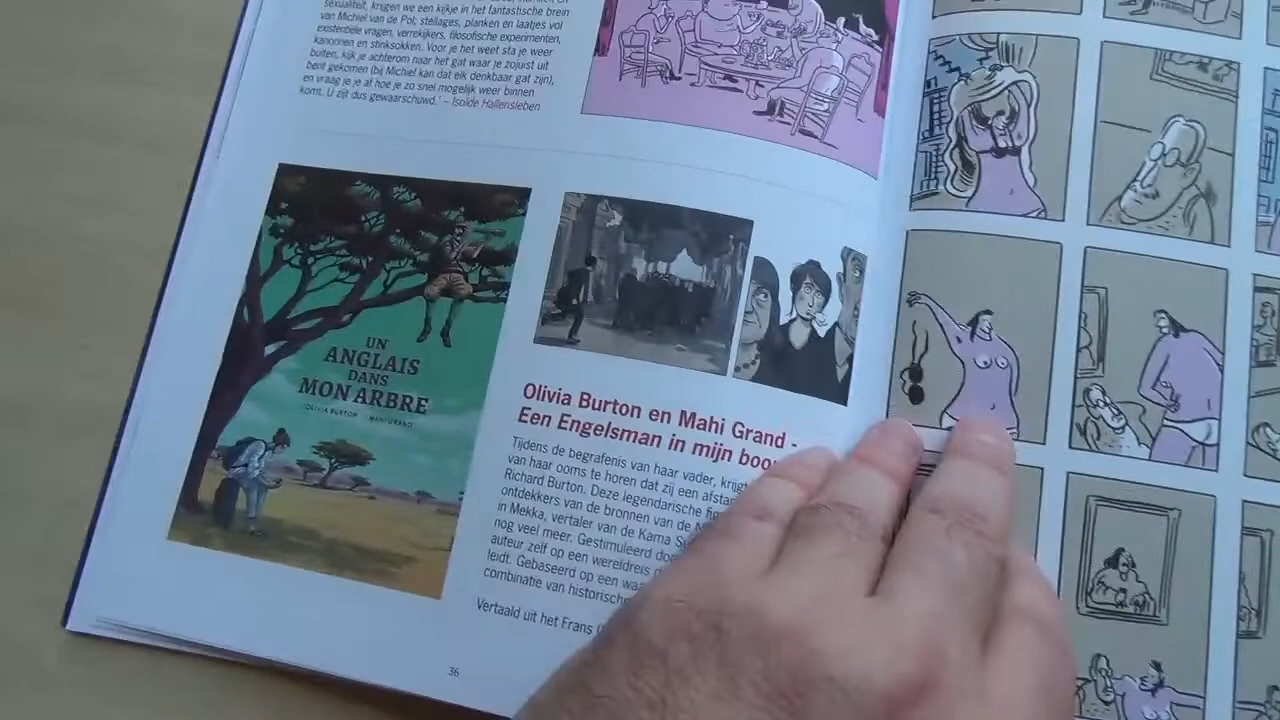 sexualiteit, krijgen we een kijkje in het fantastische brein
van Michiel van de Pol; stellages, planken en laatjes vol
existentiële vragen, verrekijkers, filosofische experimenten,
kanonnen en stinksokken. Voor je het weet sta je weer
buiten, kijk je achterom naar het gat waar je zojuist uit
bent gekomen (bij Michiel kan dat elk denkbaar gat zijn),
en vraag je je af hoe je zo snel mogelijk weer binnen
komt. U zijt dus gewaarschuwd.' – Isolde Hallensleben
UN
ANGLAIS
DANS
MON ARBRE
OLIVIA BURTON MAHI GRAND
Olivia Burton en Mahi Grand -
Een Engelsman in mijn
Tijdens de begrafenis van haar vader, krijgt
van haar ooms te horen dat zij een
Richard Burton. Deze legendarische
ontdekkers van de bronnen van de
in Mekka, vertaler van de Kama
nog veel meer. Gestimuleerd
auteur zelf op een wereldreis
leidt. Gebaseerd op een
combinatie van
Vertaald uit het Frans
36